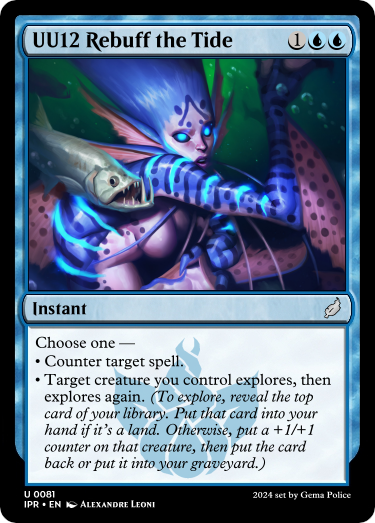 UU12 Rebuff the Tide 1
Instant
Choose one —
• Counter target spell.
• Target creature you control explores, then
explores again. (To explore, reveal the top
card of your library. Put that card into your
hand if it's a land. Otherwise, put a +1/+1
counter on that creature, then put the card
back or put it into your graveyard.)
U 0081
IPR • EN Alexandre Leoni
2024 set by Gema Police